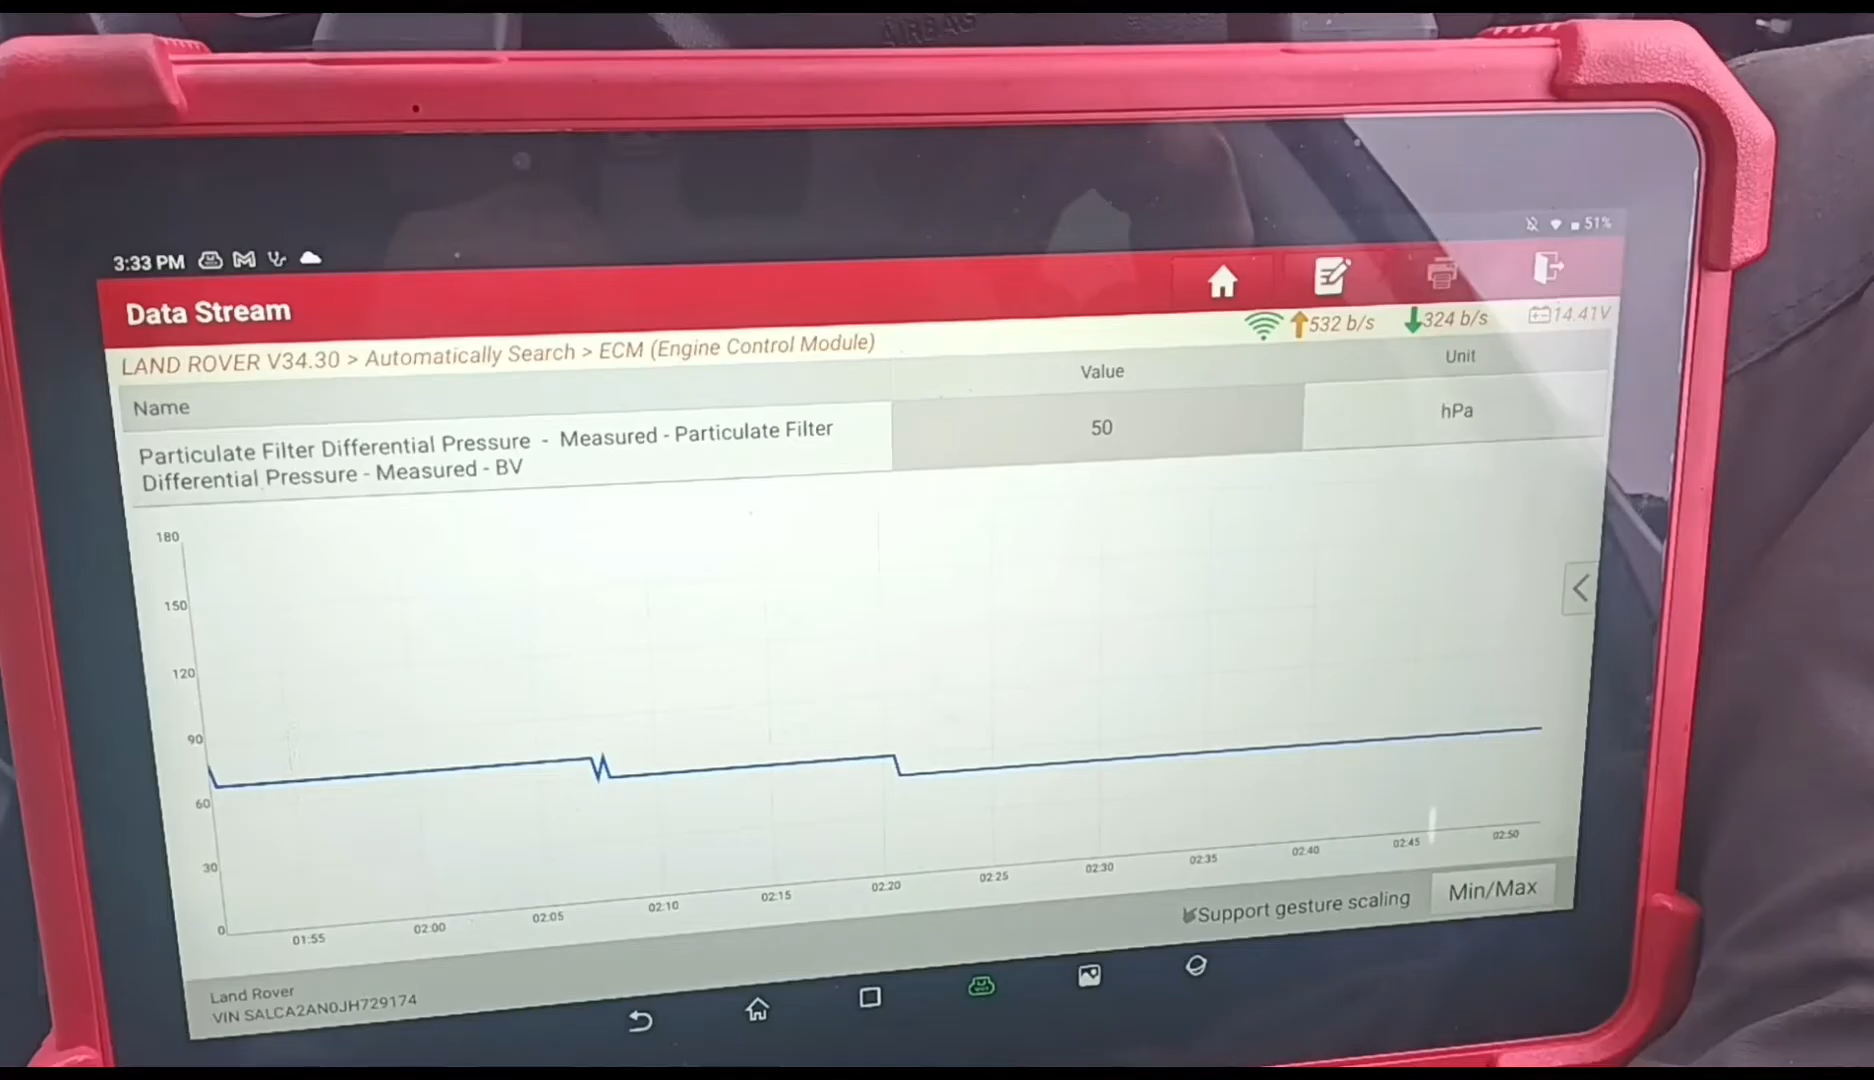 AIRBAG
3:33 PM
51%
Data Stream
532 b/s 324 b/s 14.41V
LAND ROVER V34.30 > Automatically Search > ECM (Engine Control Module)
Name Value Unit
Particulate Filter Differential Pressure - Measured - Particulate Filter
Differential Pressure - Measured - BV
50
hPa
180
150
120
90
60
30
0
01:55 02:00 02:05 02:10 02:15 02:20 02:25 02:30 02:35 02:40 02:45 02:50
Support gesture scaling
Min/Max
Land Rover
VIN SALCA2AN0JH729174